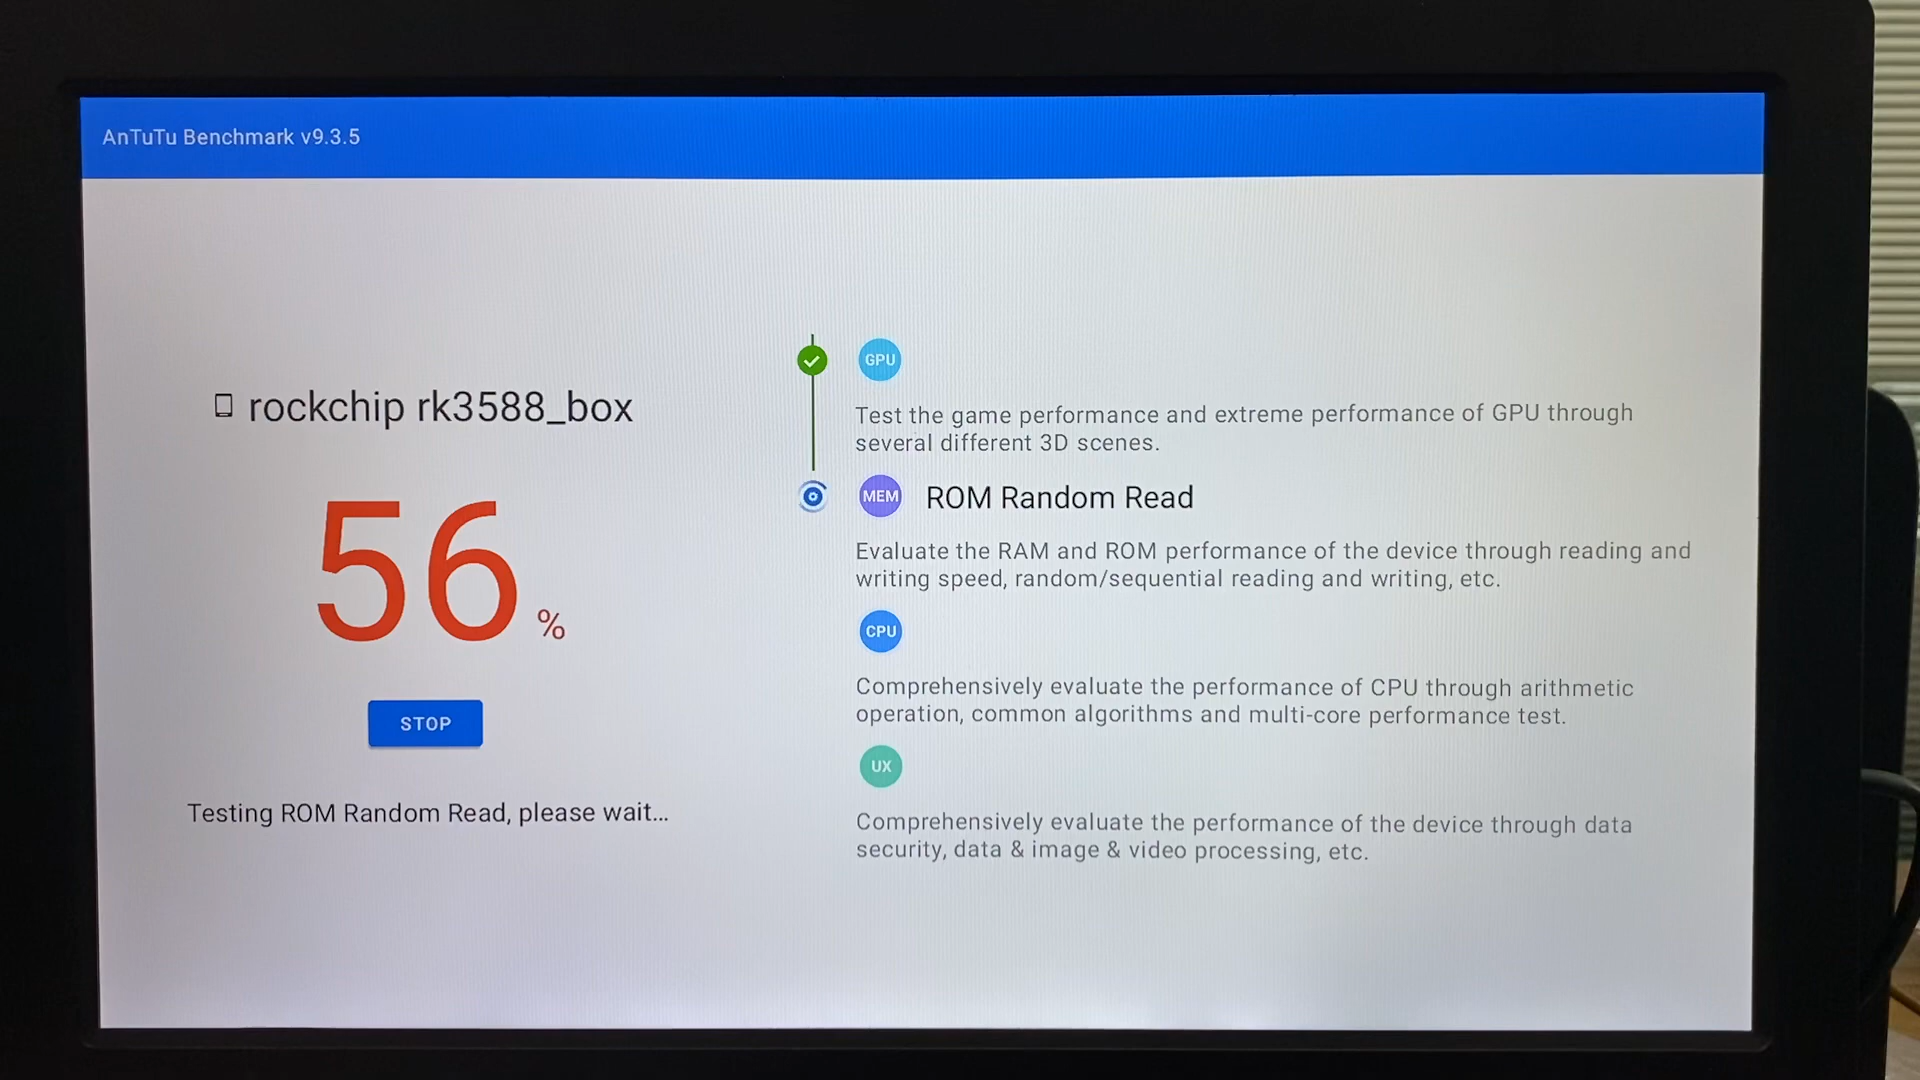 AnTuTu Benchmark v9.3.5
rockchip rk3588_box
56 %
STOP
Testing ROM Random Read, please wait...
GPU
Test the game performance and extreme performance of GPU through
several different 3D scenes.
MEM ROM Random Read
Evaluate the RAM and ROM performance of the device through reading and
writing speed, random/sequential reading and writing, etc.
CPU
Comprehensively evaluate the performance of CPU through arithmetic
operation, common algorithms and multi-core performance test.
UX
Comprehensively evaluate the performance of the device through data
security, data & image & video processing, etc.